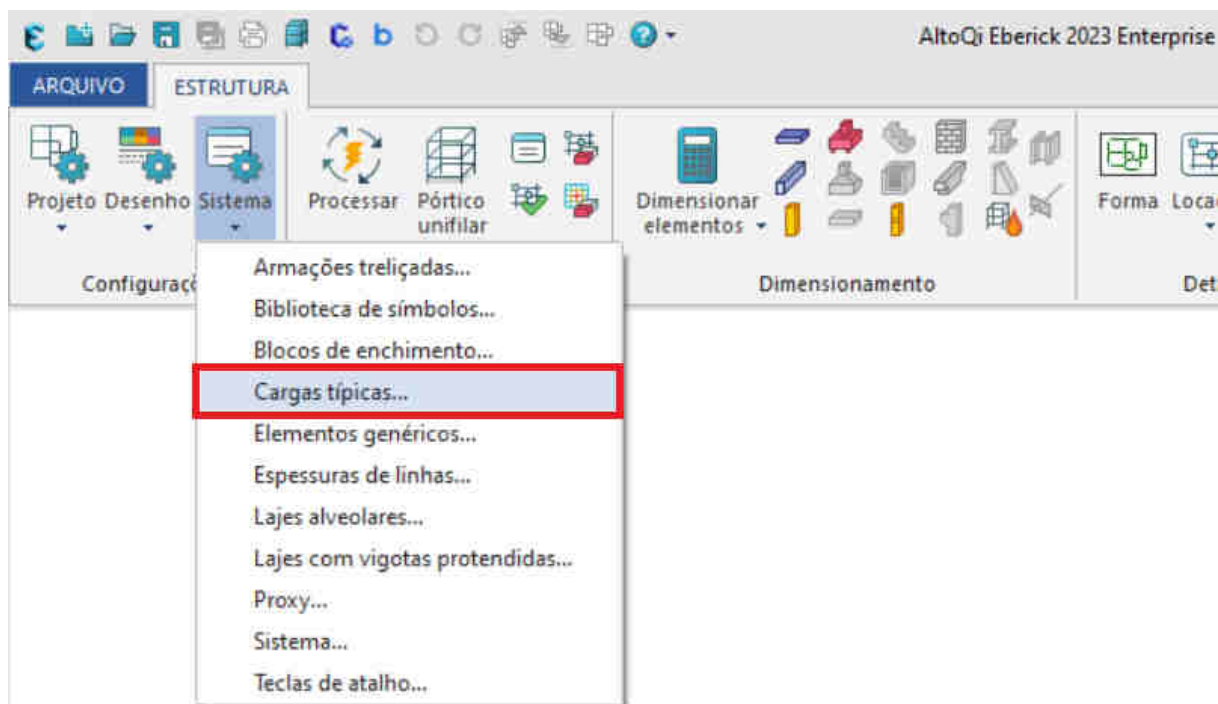 AltoQi Eberick 2023 Enterprise
ARQUIVO ESTRUTURA
Projeto Desenho Sistema Processar Pórtico unifilar Dimensionar elementos Forma
Configuraç Dimensionamento Det
Armações treliçadas...
Biblioteca de símbolos...
Blocos de enchimento...
Cargas típicas...
Elementos genéricos...
Espessuras de linhas...
Lajes alveolares...
Lajes com vigotas protendidas...
Proxy...
Sistema...
Teclas de atalho...